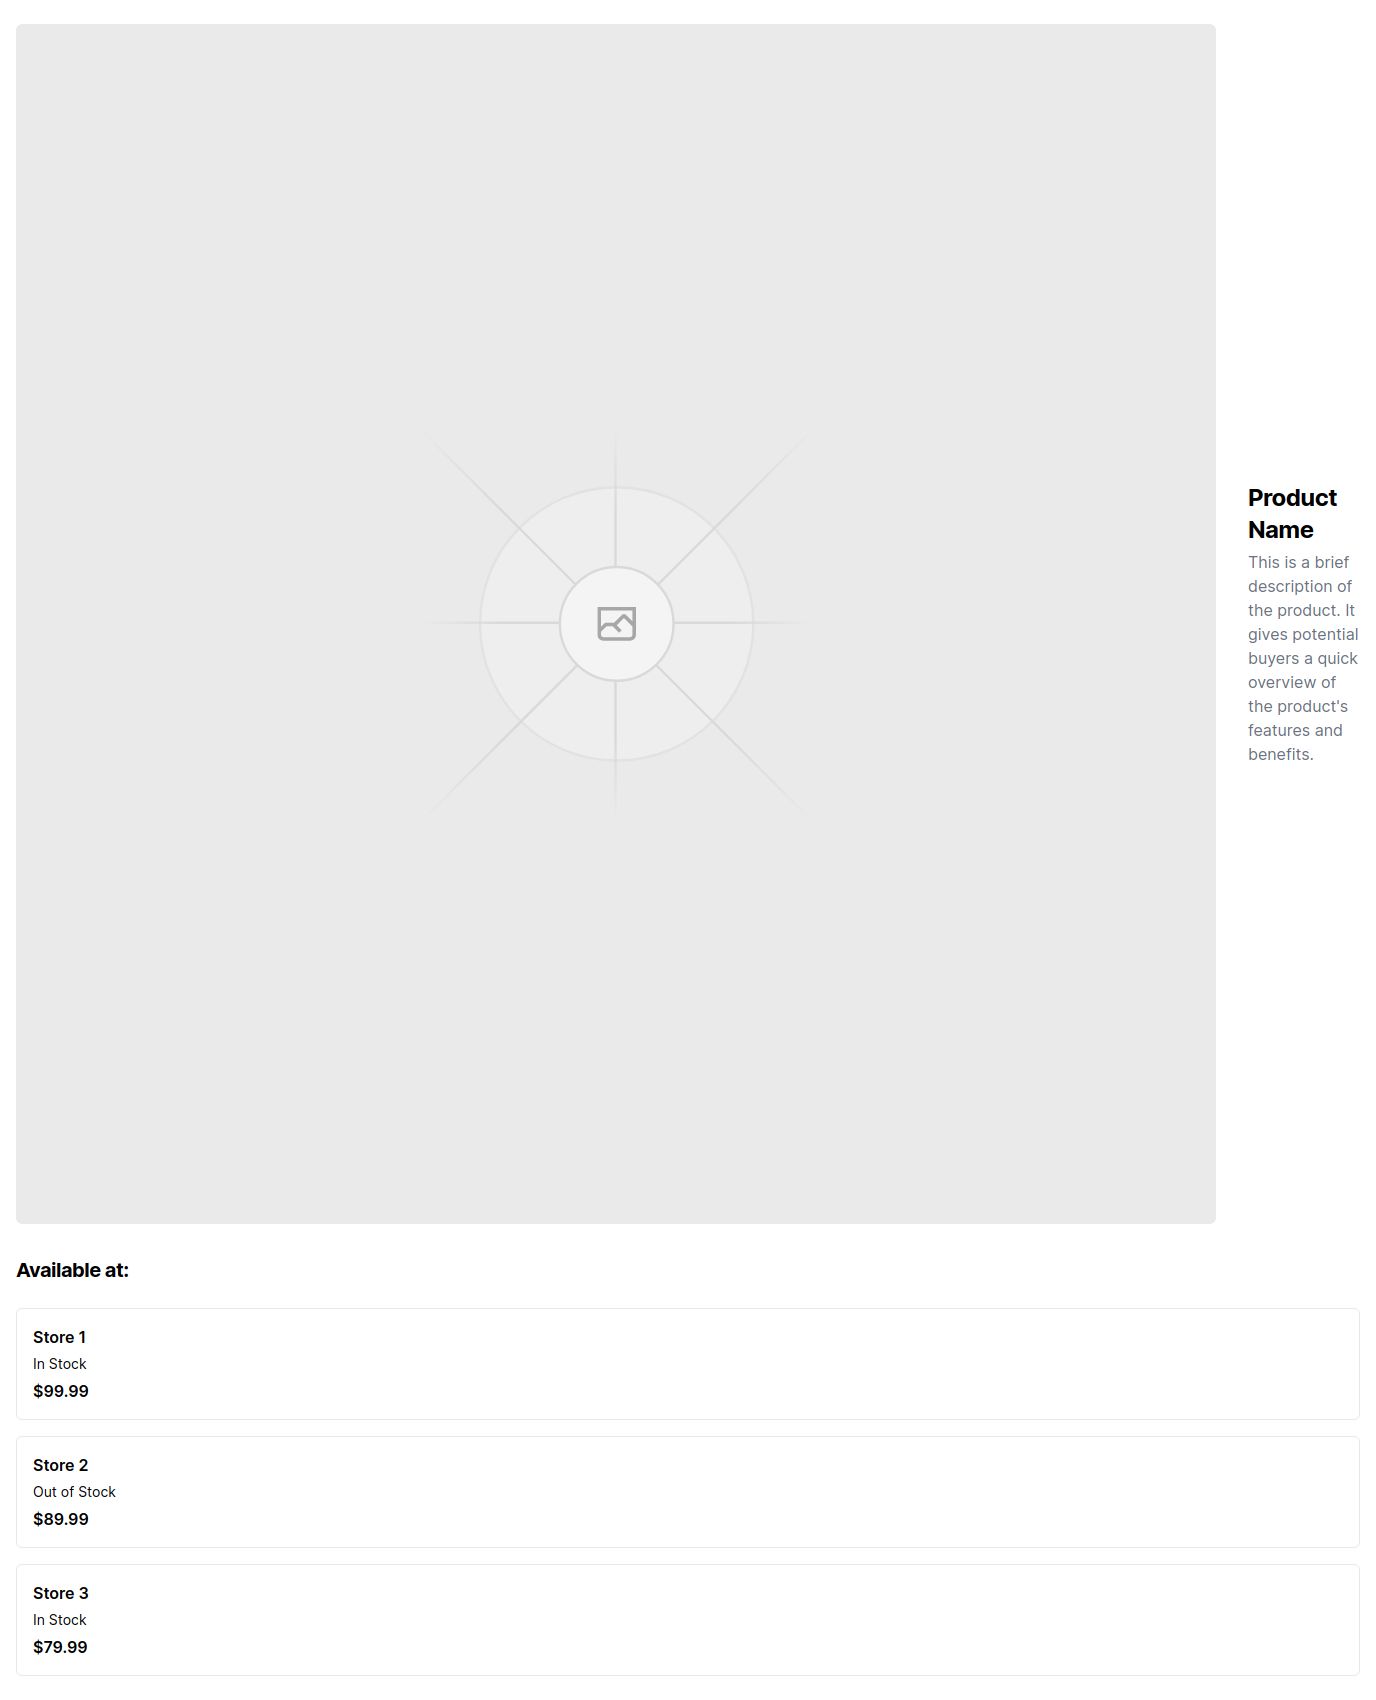 Product
Name
This is a brief
description of
the product. It
gives potential
buyers a quick
overview of
the product's
features and
benefits.
Available at:
Store 1
In Stock
$99.99
Store 2
Out of Stock
$89.99
Store 3
In Stock
$79.99